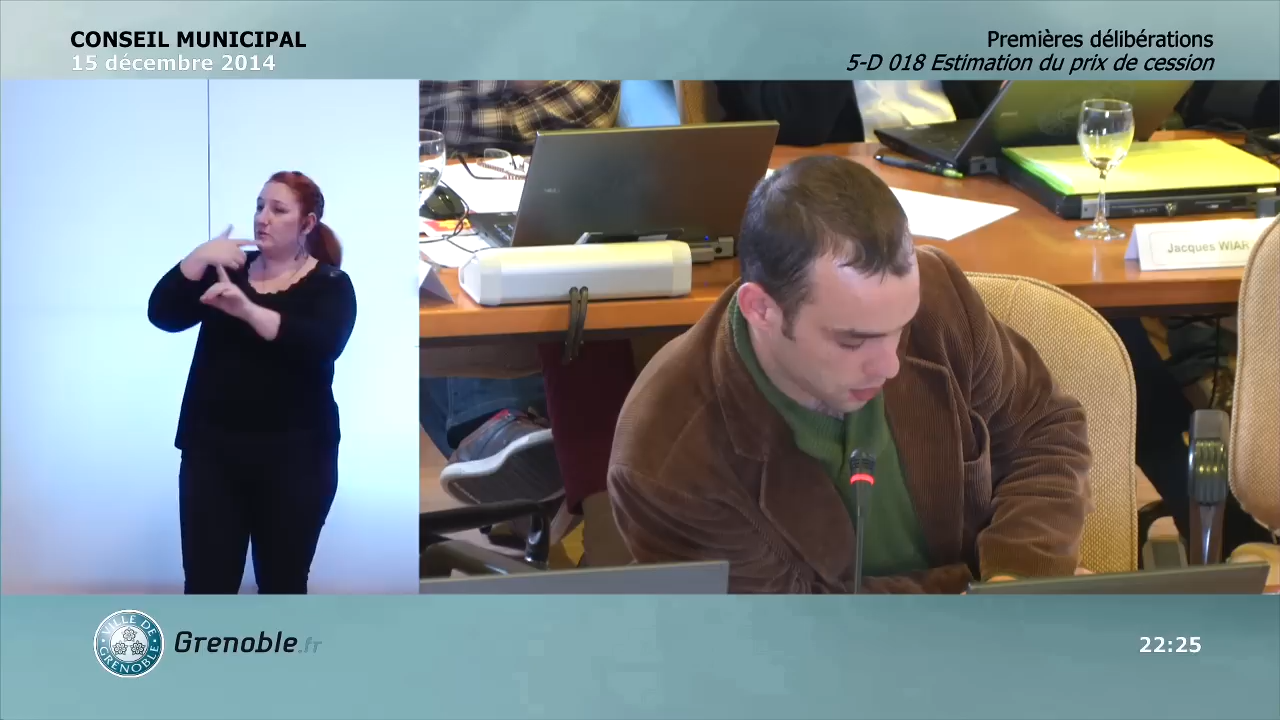 CONSEIL MUNICIPAL
15 décembre 2014
Premières délibérations
5-D 018 Estimation du prix de cession
Jacques WIAR
VILLE DE GRENOBLE
Grenoble.fr
22:25